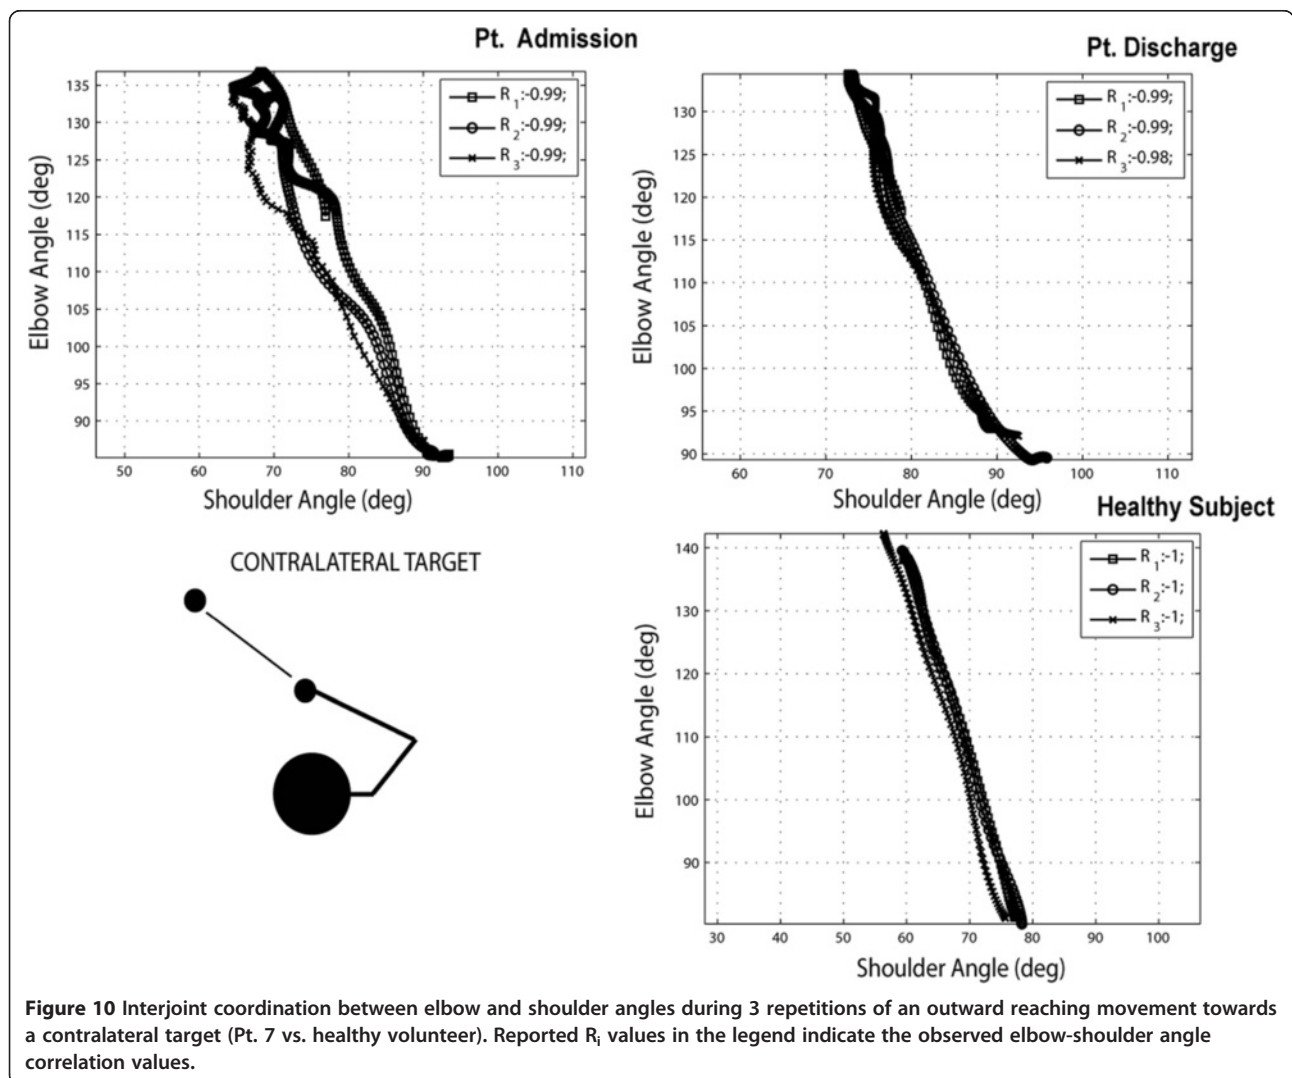 Pt. Admission
R1:-0.99;
R2:-0.99;
R3:-0.99;
135
130
125
120
115
110
105
100
95
90
Elbow Angle (deg)
50 60 70 80 90 100 110
Shoulder Angle (deg)
Pt. Discharge
R1:-0.99;
R2:-0.99;
R3:-0.98;
130
125
120
115
110
105
100
95
90
Elbow Angle (deg)
60 70 80 90 100 110
Shoulder Angle (deg)
CONTRALATERAL TARGET
Healthy Subject
R1:-1;
R2:-1;
R3:-1;
140
130
120
110
100
90
Elbow Angle (deg)
30 40 50 60 70 80 90 100
Shoulder Angle (deg)
Figure 10 Interjoint coordination between elbow and shoulder angles during 3 repetitions of an outward reaching movement towards
a contralateral target (Pt. 7 vs. healthy volunteer). Reported Ri values in the legend indicate the observed elbow-shoulder angle
correlation values.